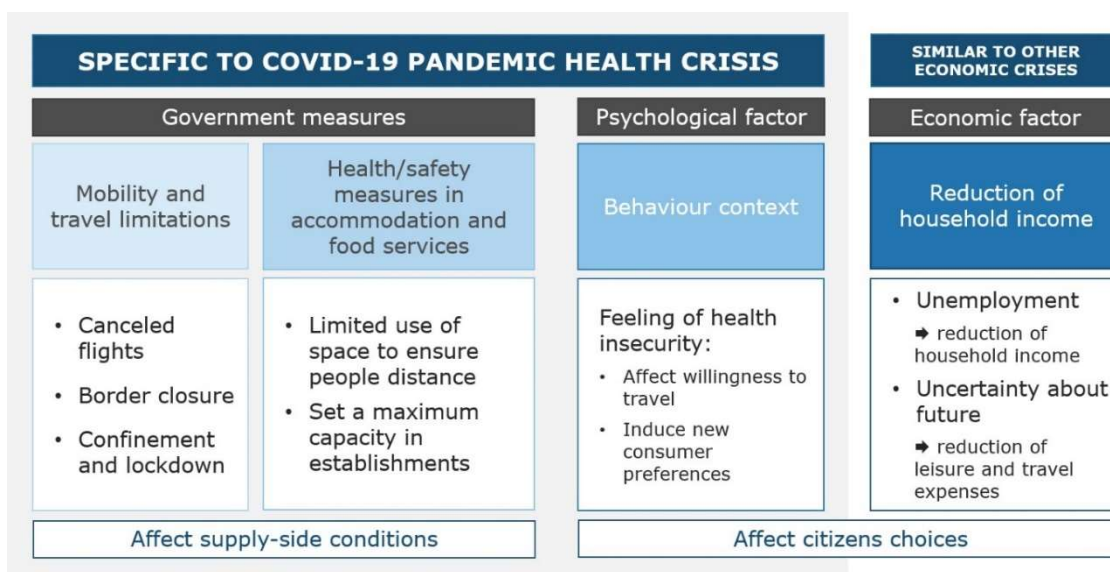 SPECIFIC TO COVID-19 PANDEMIC HEALTH CRISIS
SIMILAR TO OTHER
ECONOMIC CRISES
Government measures
Psychological factor
Economic factor
Mobility and
travel limitations
Health/safety
measures in
accommodation and
food services
Behaviour context
Reduction of
household income
• Canceled
flights
• Border closure
• Confinement
and lockdown
• Limited use of
space to ensure
people distance
• Set a maximum
capacity in
establishments
Feeling of health
insecurity:
• Affect willingness to
travel
• Induce new
consumer
preferences
• Unemployment
➡ reduction of
household income
• Uncertainty about
future
➡ reduction of
leisure and travel
expenses
Affect supply-side conditions
Affect citizens choices